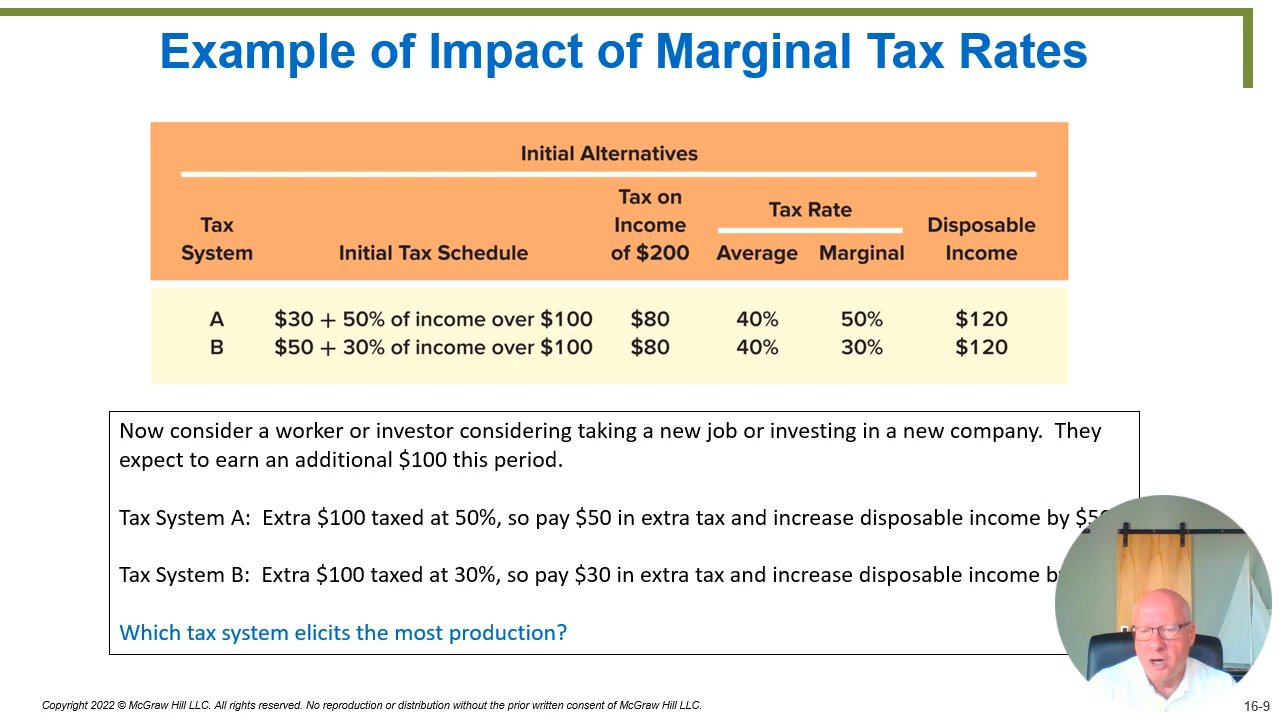 Example of Impact of Marginal Tax Rates
Initial Alternatives
Tax System
Initial Tax Schedule
Tax on Income of $200
Tax Rate
Average
Marginal
Disposable Income
A $30 + 50% of income over $100 $80 40% 50% $120
B $50 + 30% of income over $100 $80 40% 30% $120
Now consider a worker or investor considering taking a new job or investing in a new company. They
expect to earn an additional $100 this period.
Tax System A: Extra $100 taxed at 50%, so pay $50 in extra tax and increase disposable income by
Tax System B: Extra $100 taxed at 30%, so pay $30 in extra tax and increase disposable income
Which tax system elicits the most production?
Copyright 2022 © McGraw Hill LLC. All rights reserved. No reproduction or distribution without the prior written consent of McGraw Hill LLC.
16-9